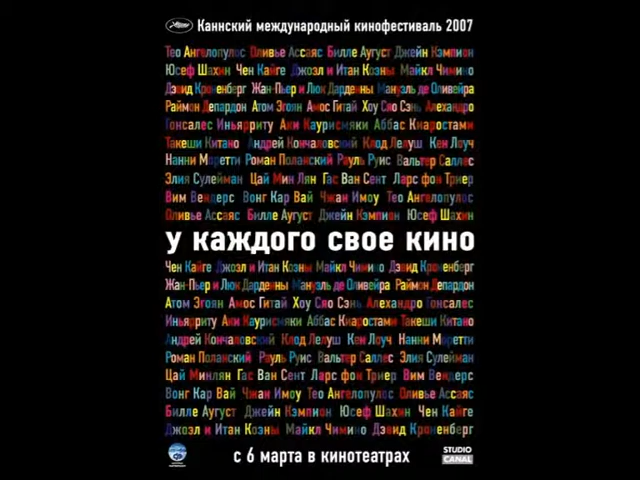 Каннский международный кинофестиваль 2007
Тео Ангелопулос Оливье Ассаяс Билле Аугуст Джейн Кэмпион
Юсеф Шахин Чен Кайге Джоэл и Итан Коэны Майкл Чимино
Дэвид Кроненберг Жан-Пьер и Люк Дарденны Мануэль де Оливейра
Раймон Депардон Атом Эгоян Амос Гитай Хоу Сяо Сэнь Алехандро
Гонсалес Иньярриту Аки Каурисмяки Аббас Киаростами
Такеши Китано Андрей Кончаловский Клод Лелуш Кен Лоуч
Нанни Моретти Роман Поланский Рауль Руис Вальтер Саллес
Элия Сулейман Цай Мин Лян Гас Ван Сент Ларс фон Триер
Вим Вендерс Вонг Кар Вай Чжан Имоу Тео Ангелопулос
Оливье Ассаяс Билле Аугуст Джейн Кэмпион Юсеф Шахин
у каждого свое кино
Чен Кайге Джоэл и Итан Коэны Майкл Чимино Дэвид Кроненберг
Жан-Пьер и Люк Дарденны Мануэль де Оливейра Раймон Депардон
Атом Эгоян Амос Гитай Хоу Сяо Сэнь Алехандро Гонсалес
Иньярриту Аки Каурисмяки Аббас Киаростами Такеши Китано
Андрей Кончаловский Клод Лелуш Кен Лоуч Нанни Моретти
Роман Поланский Рауль Руис Вальтер Саллес Элия Сулейман
Цай Минлян Гас Ван Сент Ларс фон Триер Вим Вендерс
Вонг Кар Вай Чжан Имоу Тео Ангелопулос Оливье Ассаяс
Билле Аугуст Джейн Кэмпион Юсеф Шахин Чен Кайге
Джоэл и Итан Коэны Майкл Чимино Дэвид Кроненберг
с 6 марта в кинотеатрах
STUDIO
CANAL